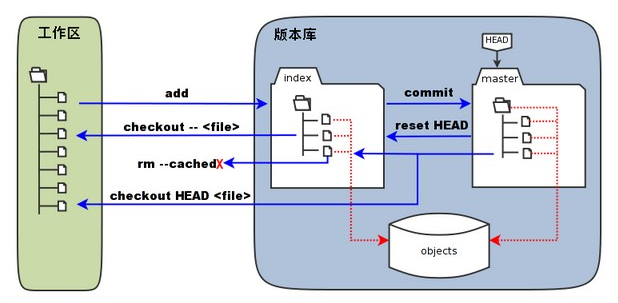 工作区
版本库
HEAD
index
master
add
commit
checkout -- <file>
reset HEAD
rm --cached
X
checkout HEAD <file>
objects